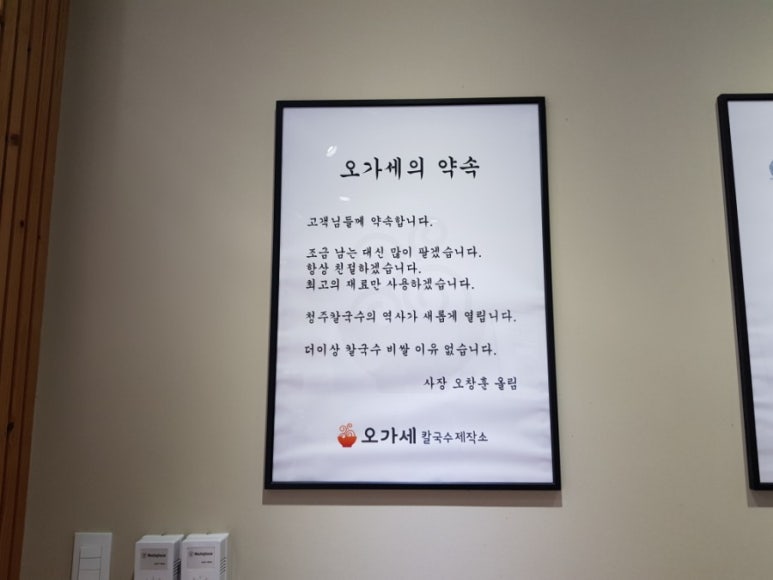 오가세의 약속
고객님들께 약속합니다.
조금 남는 대신 많이 팔겠습니다.
항상 친절하겠습니다.
최고의 재료만 사용하겠습니다.
청주칼국수의 역사가 새롭게 열립니다.
더이상 칼국수 비쌀 이유 없습니다.
사장 오창훈 올림
오가세 칼국수제작소